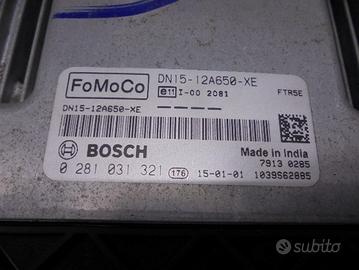 FoMoCo DN15-12A650-XE
e11 I-00 2081 FTR5E
DN15-12A650-XE
BOSCH Made in India
7913 0285
0 281 031 321 176 15-01-01 1039S62885
subito